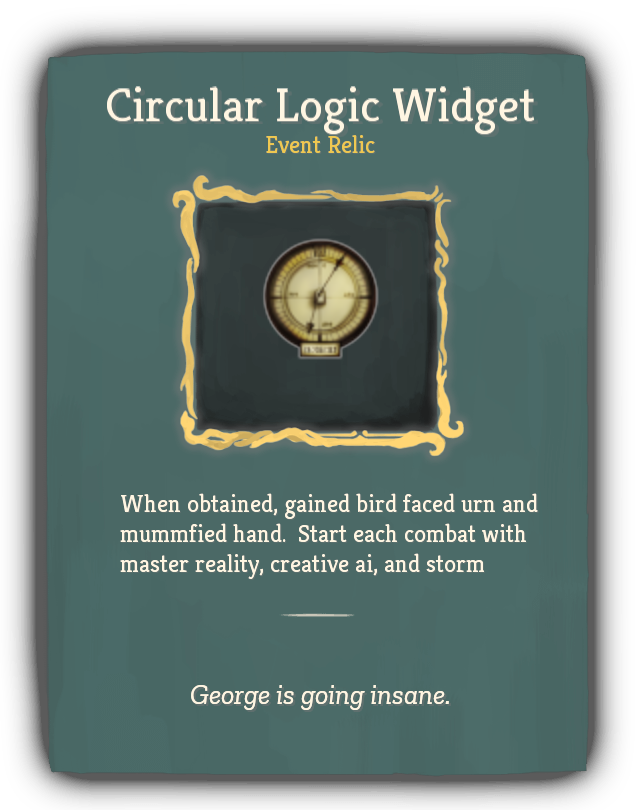 Circular Logic Widget
Event Relic
When obtained, gained bird faced urn and
mummfied hand.  Start each combat with
master reality, creative ai, and storm
George is going insane.